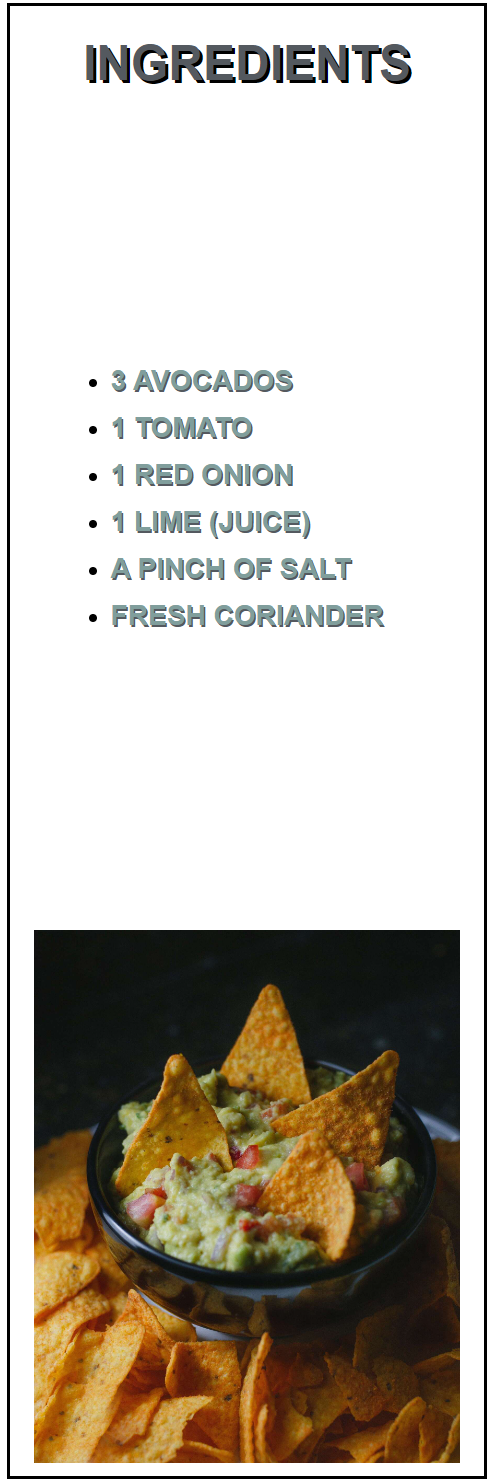 INGREDIENTS
3 AVOCADOS
1 TOMATO
1 RED ONION
1 LIME (JUICE)
A PINCH OF SALT
FRESH CORIANDER